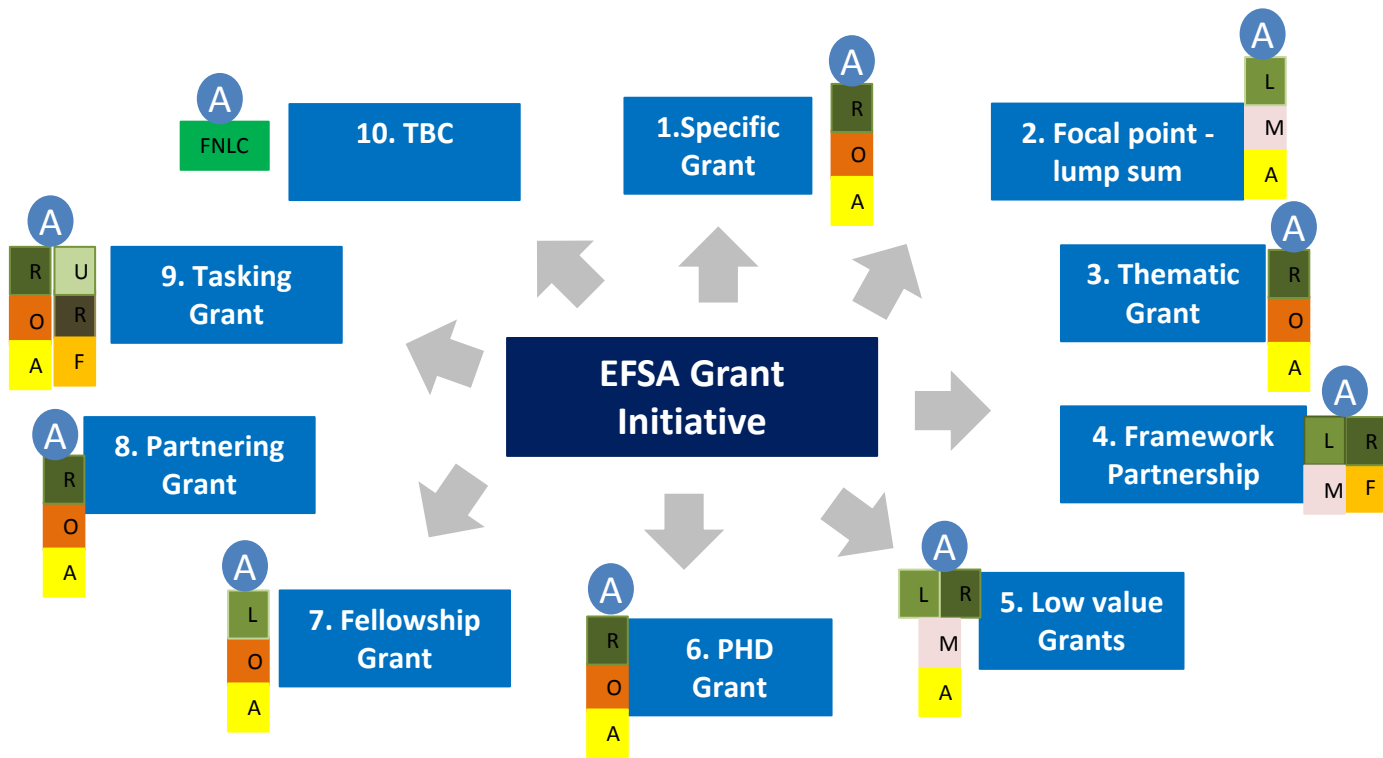 A
FNLC
10. TBC
1.Specific
Grant
A
R
O
A
2. Focal point -
lump sum
A
L
M
A
A
R U
O R
A F
9. Tasking
Grant
3. Thematic
Grant
A
R
O
A
EFSA Grant
Initiative
A
R
O
A
8. Partnering
Grant
4. Framework
Partnership
A
L R
M F
A
L
O
A
7. Fellowship
Grant
A
R
O
A
6. PHD
Grant
A
L R
M
A
5. Low value
Grants